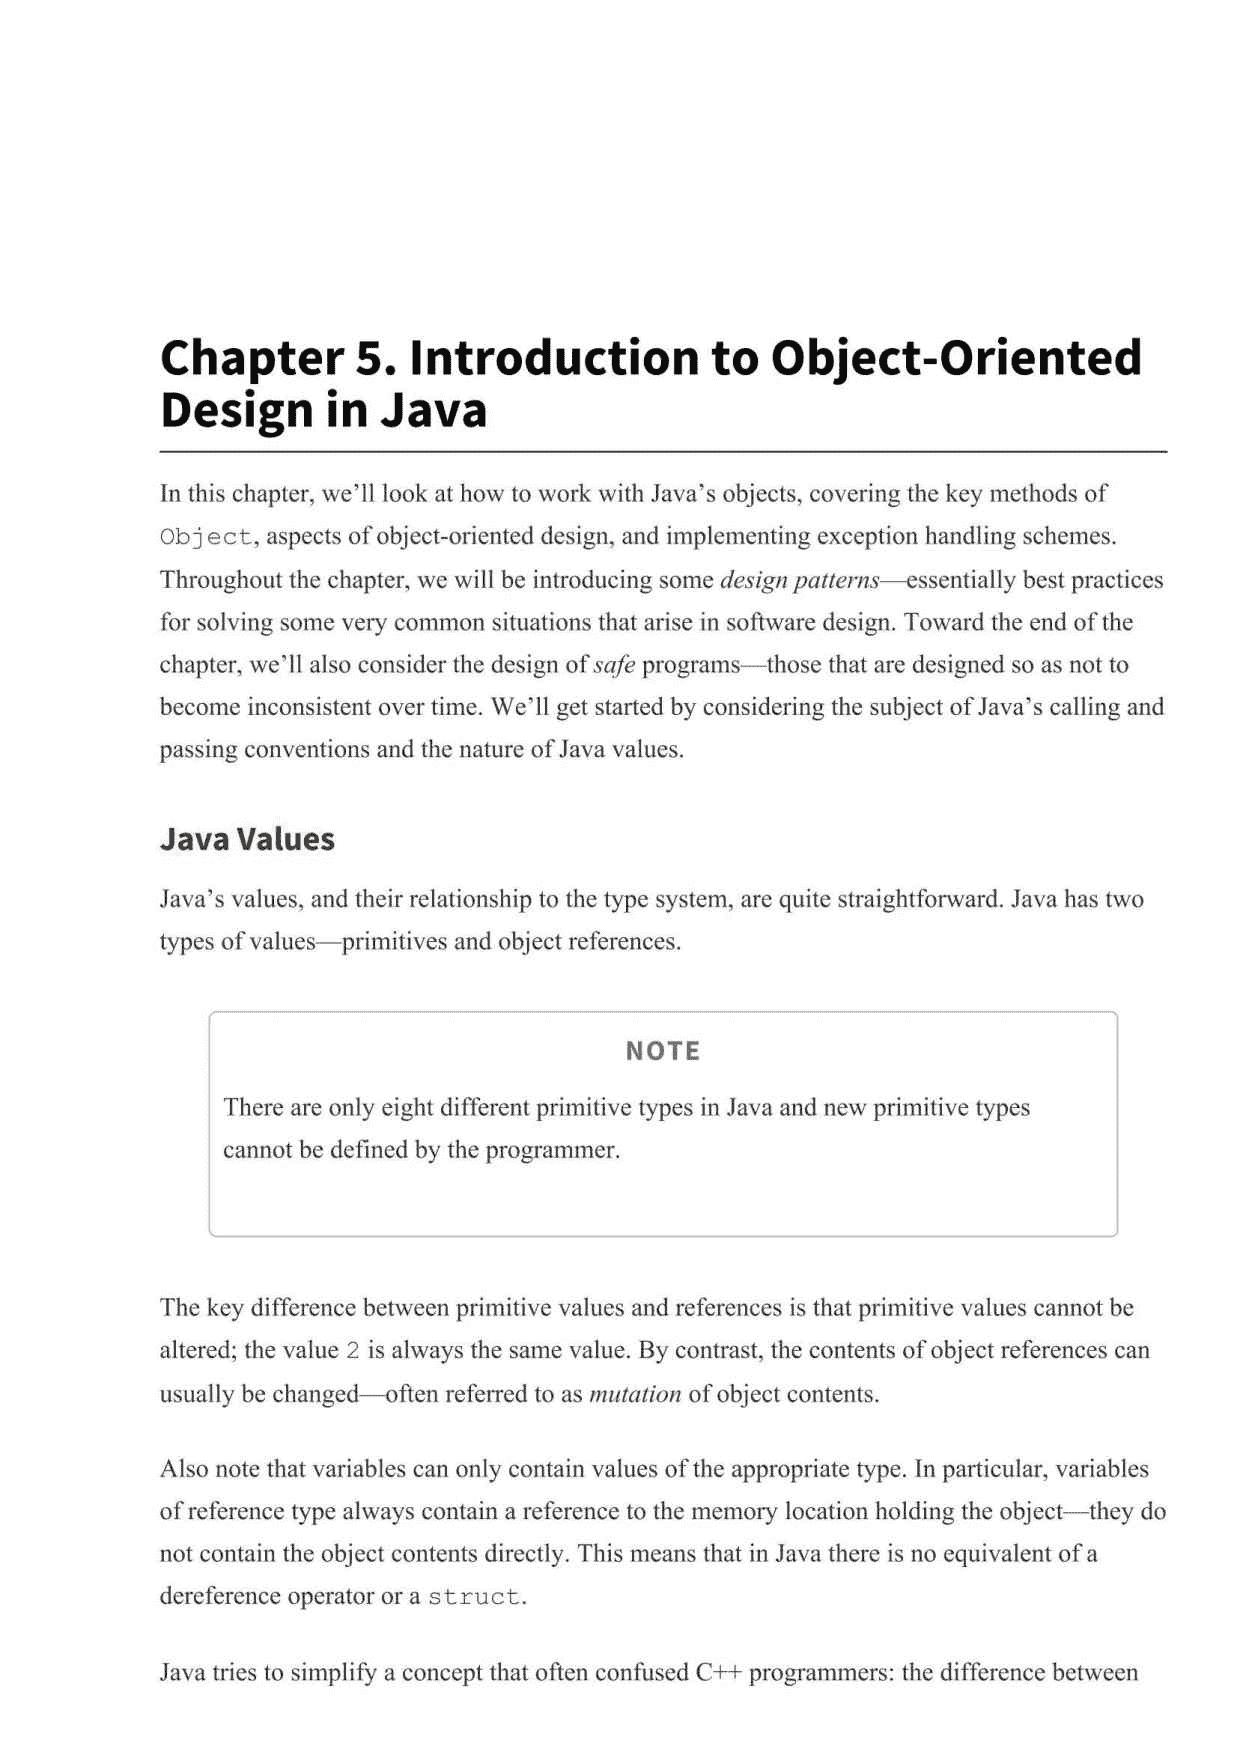 Chapter 5. Introduction to Object-Oriented
Design in Java
In this chapter, we’ll look at how to work with Java’s objects, covering the key methods of
Object, aspects of object-oriented design, and implementing exception handling schemes.
Throughout the chapter, we will be introducing some design patterns—essentially best practices
for solving some very common situations that arise in software design. Toward the end of the
chapter, we’ll also consider the design of safe programs—those that are designed so as not to
become inconsistent over time. We’ll get started by considering the subject of Java’s calling and
passing conventions and the nature of Java values.
Java Values
Java’s values, and their relationship to the type system, are quite straightforward. Java has two
types of values—primitives and object references.
NOTE
There are only eight different primitive types in Java and new primitive types
cannot be defined by the programmer.
The key difference between primitive values and references is that primitive values cannot be
altered; the value 2 is always the same value. By contrast, the contents of object references can
usually be changed—often referred to as mutation of object contents.
Also note that variables can only contain values of the appropriate type. In particular, variables
of reference type always contain a reference to the memory location holding the object—they do
not contain the object contents directly. This means that in Java there is no equivalent of a
dereference operator or a struct.
Java tries to simplify a concept that often confused C++ programmers: the difference between